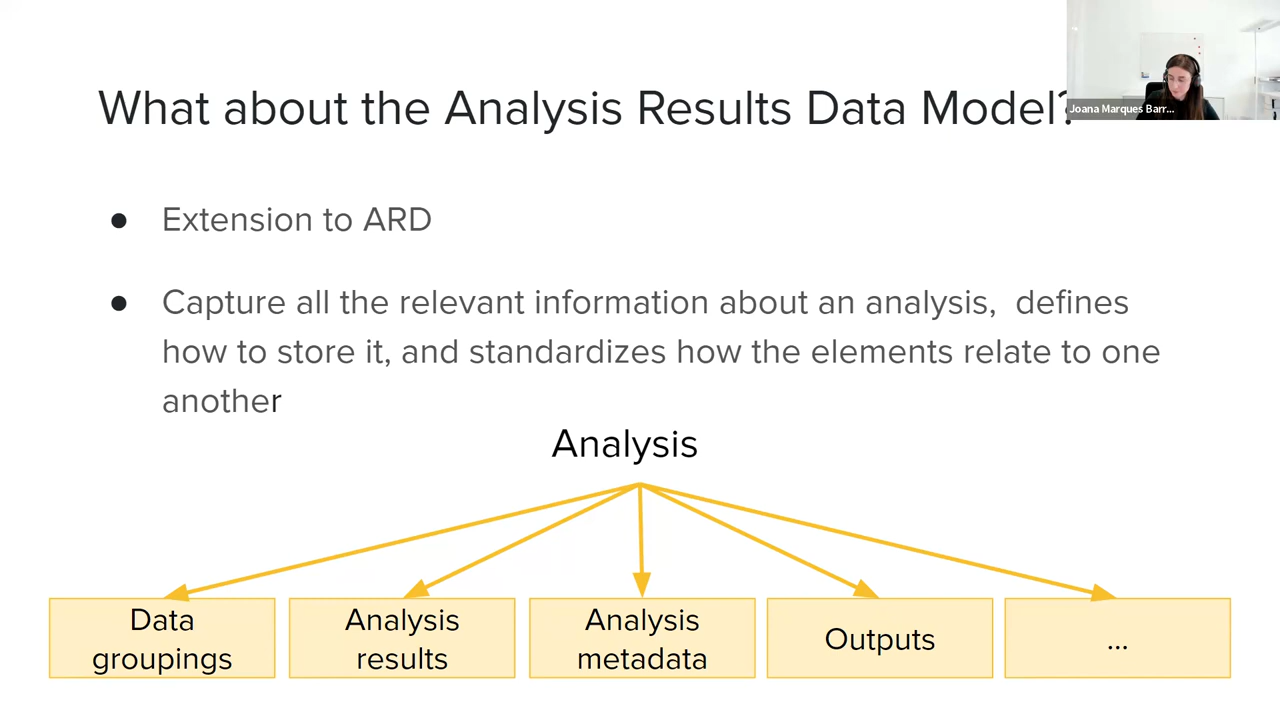 What about the Analysis Results Data Model?
Joana Marques Barr...
● Extension to ARD
● Capture all the relevant information about an analysis,  defines
how to store it, and standardizes how the elements relate to one
another
Analysis
Data
groupings
Analysis
results
Analysis
metadata
Outputs
...